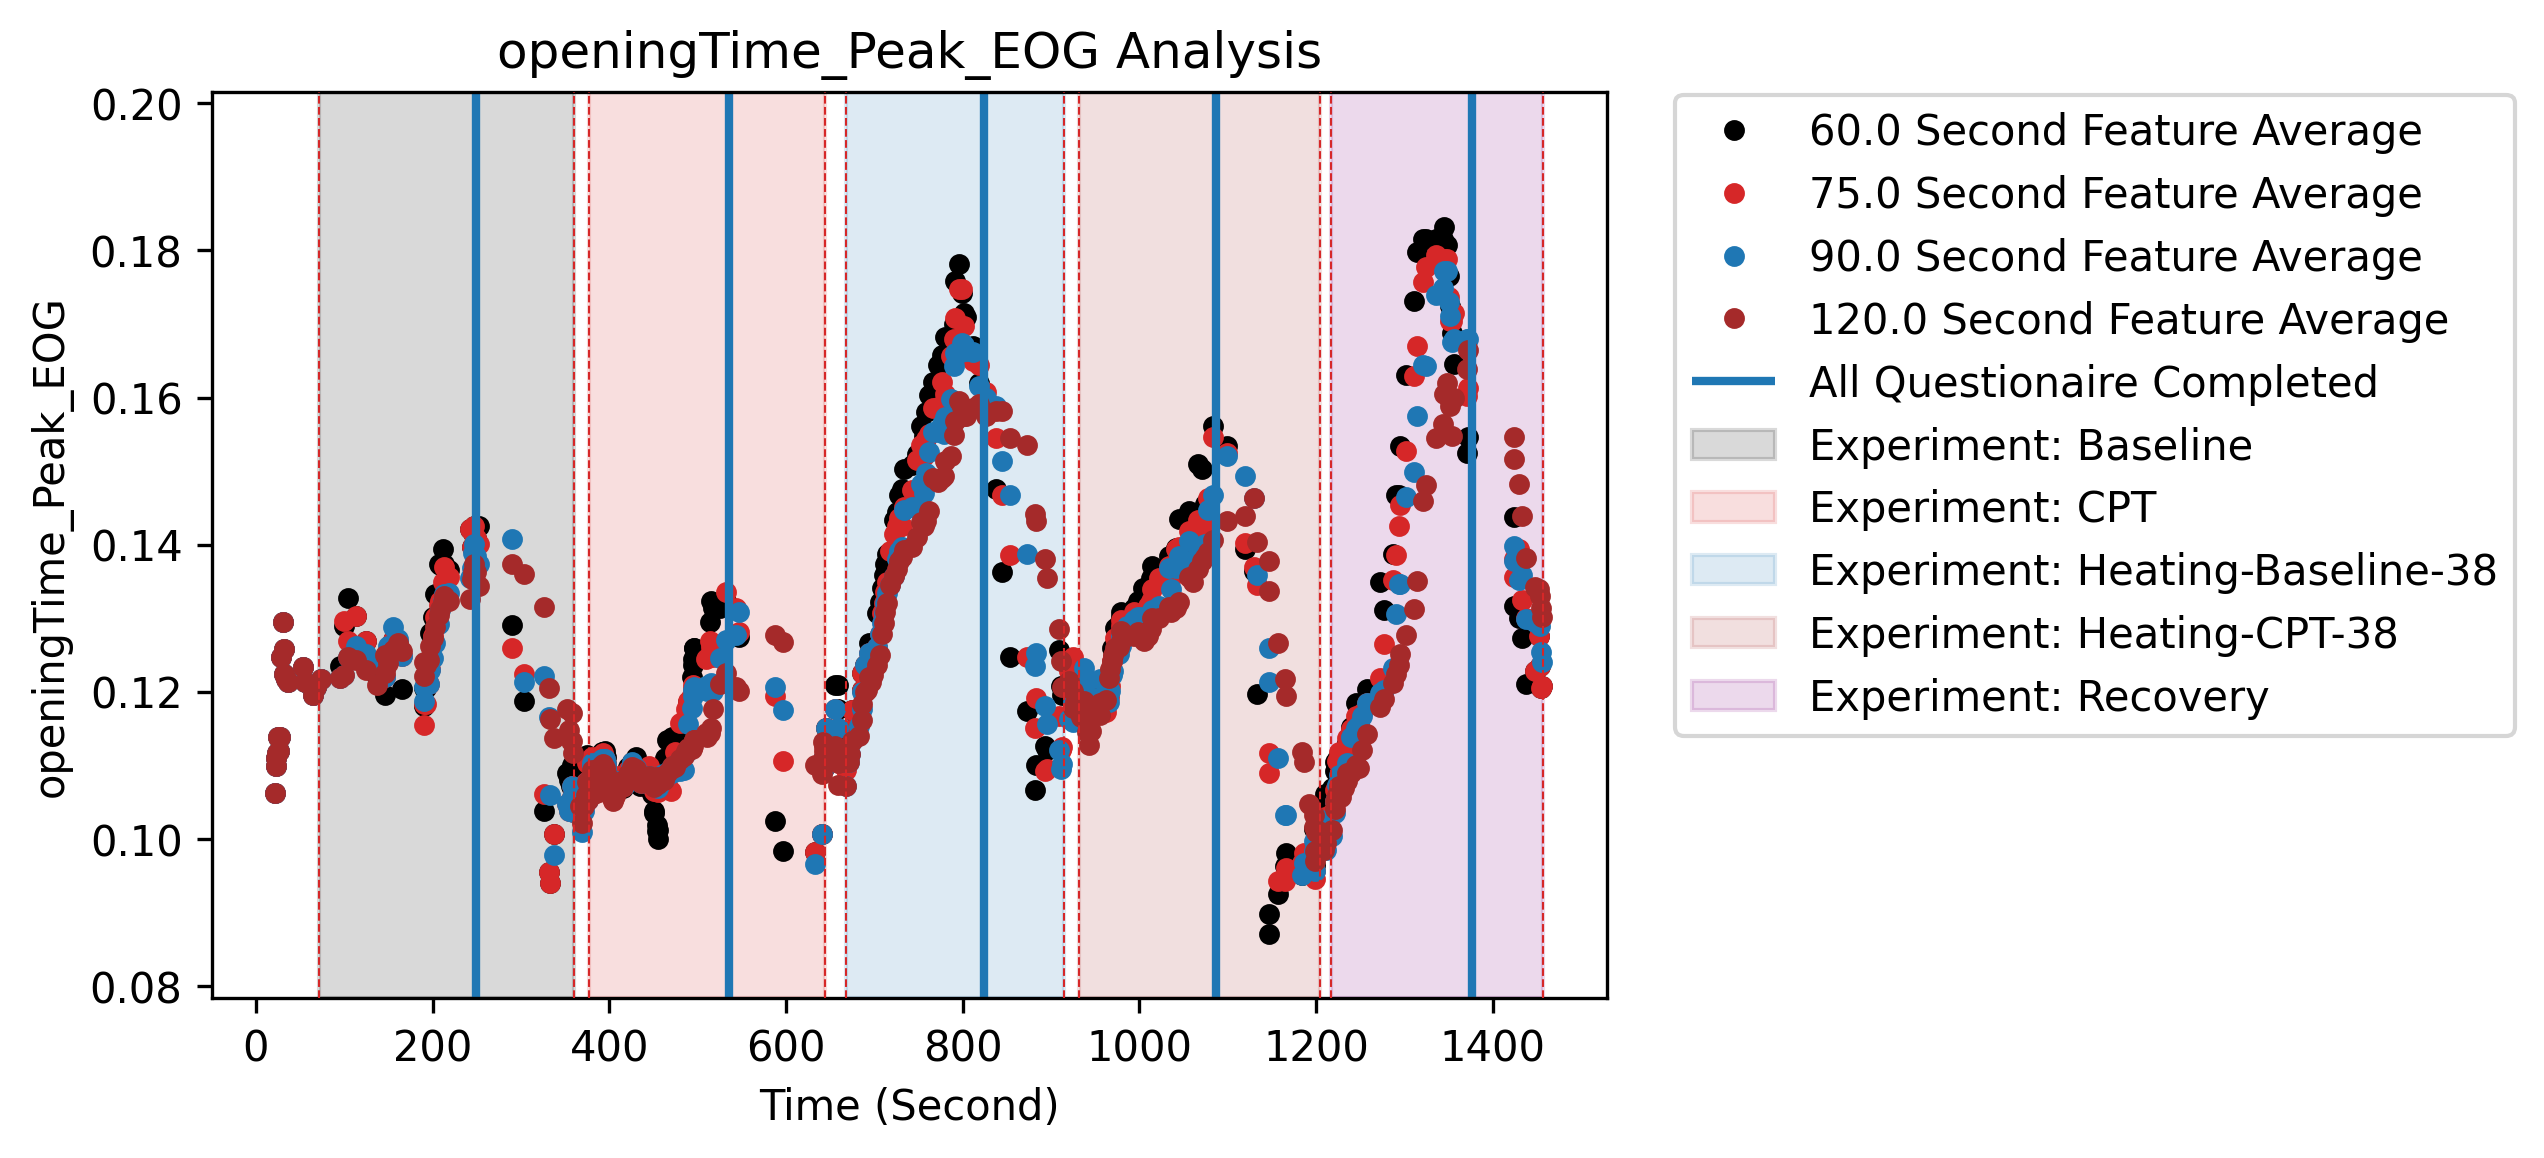 openingTime_Peak_EOG Analysis
openingTime_Peak_EOG
0.20
0.18
0.16
0.14
0.12
0.10
0.08
0 200 400 600 800 1000 1200 1400
Time (Second)
60.0 Second Feature Average
75.0 Second Feature Average
90.0 Second Feature Average
120.0 Second Feature Average
All Questionaire Completed
Experiment: Baseline
Experiment: CPT
Experiment: Heating-Baseline-38
Experiment: Heating-CPT-38
Experiment: Recovery